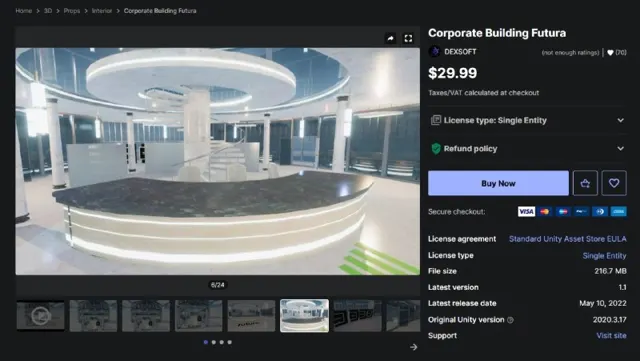 Home > 3D > Props > Interior > Corporate Building Futura
Corporate Building Futura
DEXSOFT
(not enough ratings) | (70)
$29.99
Taxes/VAT calculated at checkout
License type: Single Entity
Refund policy
Buy Now
Secure checkout:
VISA
6/24
License agreement Standard Unity Asset Store EULA
License type Single Entity
File size 216.7 MB
Latest version 1.1
Latest release date May 10, 2022
Original Unity version 2020.3.17
Support Visit site